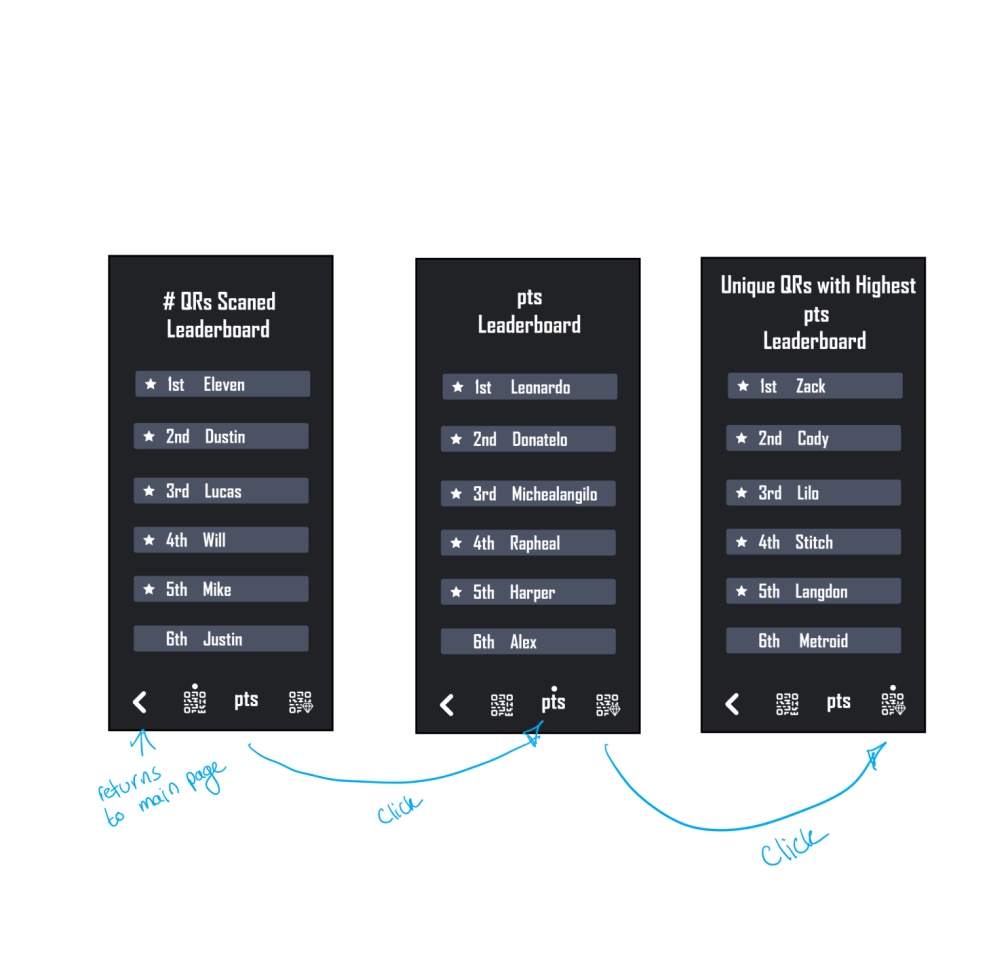 # QRs Scaned
Leaderboard
1st Eleven
2nd Dustin
3rd Lucas
4th Will
5th Mike
6th Justin
pts
returns
to main page
click
pts
Leaderboard
1st Leonardo
2nd Donatelo
3rd Michealangilo
4th Rapheal
5th Harper
6th Alex
pts
Click
Unique QRs with Highest
pts
Leaderboard
1st Zack
2nd Cody
3rd Lilo
4th Stitch
5th Langdon
6th Metroid
pts